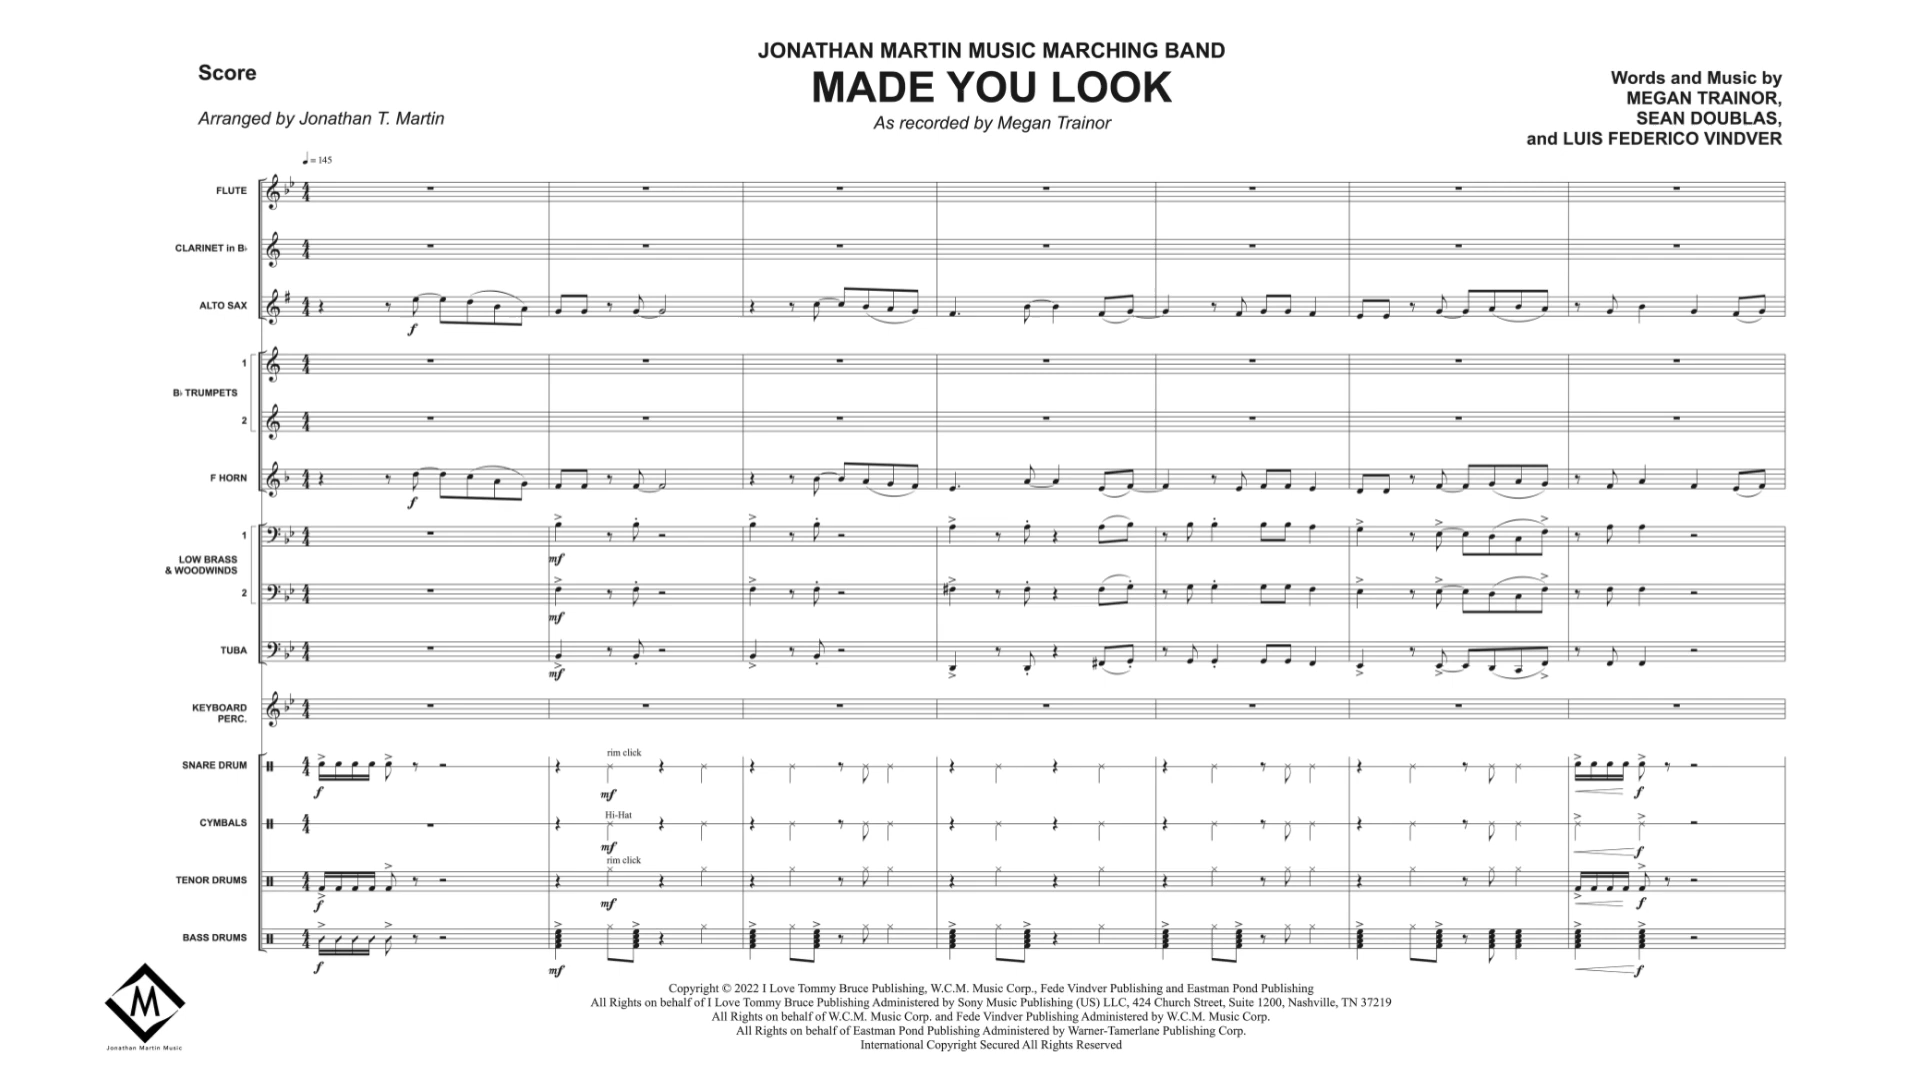 JONATHAN MARTIN MUSIC MARCHING BAND
Score
MADE YOU LOOK
Words and Music by
MEGAN TRAINOR,
SEAN DOUBLAS,
and LUIS FEDERICO VINDVER
Arranged by Jonathan T. Martin
As recorded by Megan Trainor
♩ = 145
FLUTE
CLARINET in B♭
ALTO SAX
f
1
B♭ TRUMPETS
2
F HORN
f
1
mf
LOW BRASS
& WOODWINDS
2
mf
TUBA
mf
KEYBOARD
PERC.
rim click
SNARE DRUM
f mf f
Hi-Hat
CYMBALS
mf f
rim click
TENOR DRUMS
f mf f
BASS DRUMS
f mf f
M
Jonathan Martin Music
Copyright © 2022 I Love Tommy Bruce Publishing, W.C.M. Music Corp., Fede Vindver Publishing and Eastman Pond Publishing
All Rights on behalf of I Love Tommy Bruce Publishing Administered by Sony Music Publishing (US) LLC, 424 Church Street, Suite 1200, Nashville, TN 37219
All Rights on behalf of W.C.M. Music Corp. and Fede Vindver Publishing Administered by W.C.M. Music Corp.
All Rights on behalf of Eastman Pond Publishing Administered by Warner-Tamerlane Publishing Corp.
International Copyright Secured All Rights Reserved